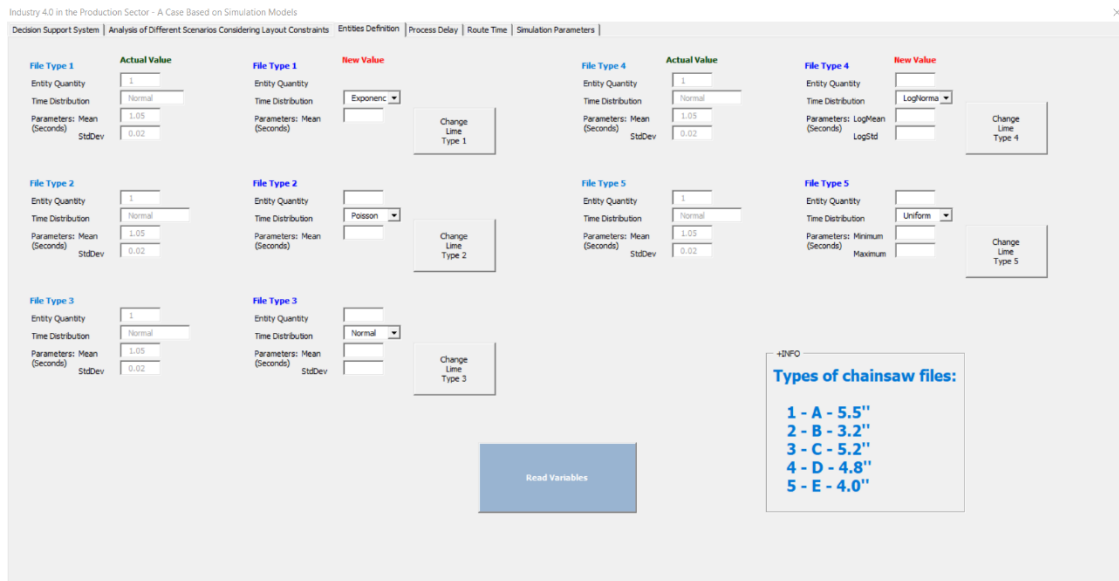 Industry 4.0 in the Production Sector - A Case Based on Simulation Models
Decision Support System | Analysis of Different Scenarios Considering Layout Constraints | Entities Definition | Process Delay | Route Time | Simulation Parameters
Actual Value
File Type 1
Entity Quantity 1
Time Distribution Normal
Parameters: Mean 1.05
(Seconds)
StdDev 0.02
New Value
File Type 1
Entity Quantity
Time Distribution Exponenc
Parameters: Mean
(Seconds)
Change
Lime
Type 1
File Type 2
Entity Quantity 1
Time Distribution Normal
Parameters: Mean 1.05
(Seconds)
StdDev 0.02
File Type 2
Entity Quantity
Time Distribution Poisson
Parameters: Mean
(Seconds)
Change
Lime
Type 2
File Type 3
Entity Quantity 1
Time Distribution Normal
Parameters: Mean 1.05
(Seconds)
StdDev 0.02
File Type 3
Entity Quantity
Time Distribution Normal
Parameters: Mean
(Seconds)
StdDev
Change
Lime
Type 3
Actual Value
File Type 4
Entity Quantity 1
Time Distribution Normal
Parameters: Mean 1.05
(Seconds)
StdDev 0.02
New Value
File Type 4
Entity Quantity
Time Distribution LogNorma
Parameters: LogMean
(Seconds)
LogStd
Change
Lime
Type 4
File Type 5
Entity Quantity 1
Time Distribution Normal
Parameters: Mean 1.05
(Seconds)
StdDev 0.02
File Type 5
Entity Quantity
Time Distribution Uniform
Parameters: Minimum
(Seconds)
Maximum
Change
Lime
Type 5
+INFO
Types of chainsaw files:
1 - A - 5.5''
2 - B - 3.2''
3 - C - 5.2''
4 - D - 4.8''
5 - E - 4.0''
Read Variables